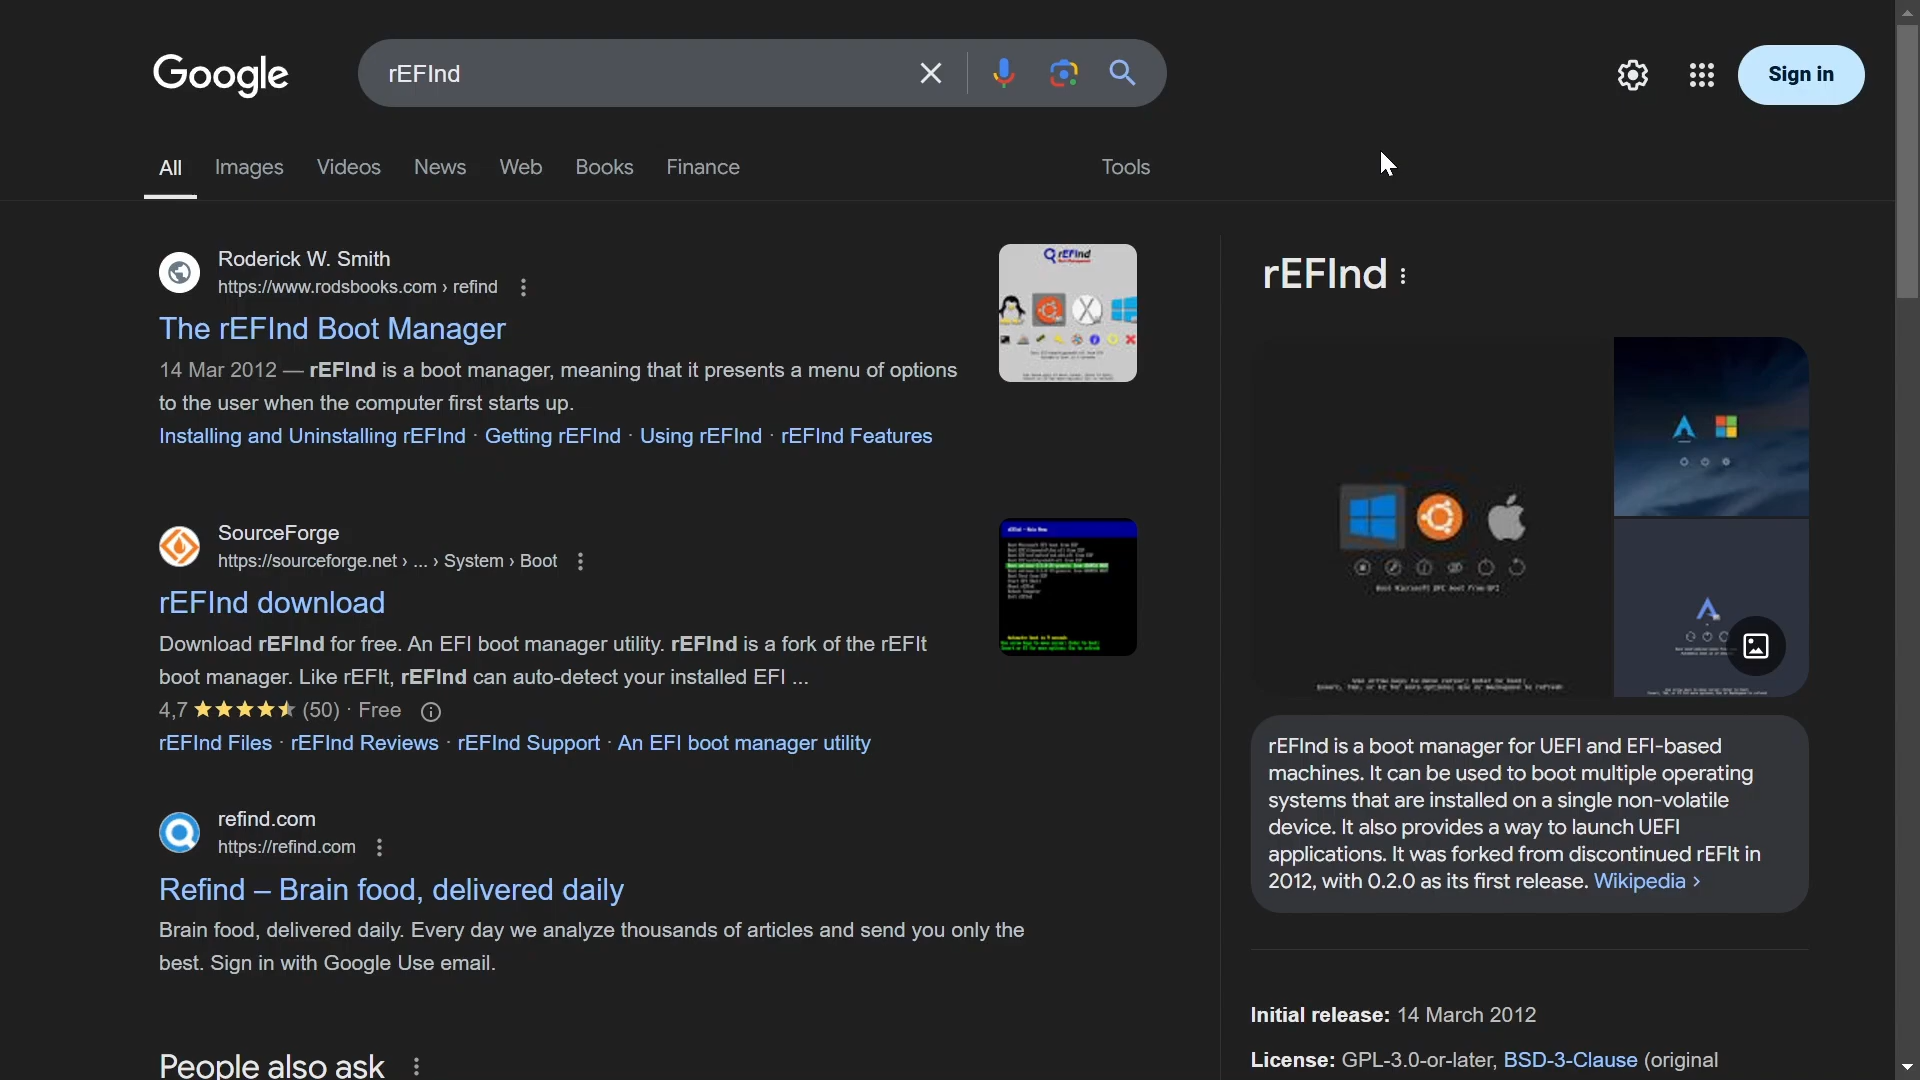 Google
rEFInd
Sign in
All Images Videos News Web Books Finance Tools
Roderick W. Smith
https://www.rodsbooks.com › refind
The rEFInd Boot Manager
14 Mar 2012 — rEFInd is a boot manager, meaning that it presents a menu of options
to the user when the computer first starts up.
Installing and Uninstalling rEFInd · Getting rEFInd · Using rEFInd · rEFInd Features
rEFInd
SourceForge
https://sourceforge.net › ... › System › Boot
rEFInd download
Download rEFInd for free. An EFI boot manager utility. rEFInd is a fork of the rEFIt
boot manager. Like rEFIt, rEFInd can auto-detect your installed EFI ...
4,7 (50) · Free
rEFInd Files · rEFInd Reviews · rEFInd Support · An EFI boot manager utility
refind.com
https://refind.com
Refind – Brain food, delivered daily
Brain food, delivered daily. Every day we analyze thousands of articles and send you only the
best. Sign in with Google Use email.
People also ask
rEFInd
Boot Microsoft EFI boot from EFI
rEFInd is a boot manager for UEFI and EFI-based
machines. It can be used to boot multiple operating
systems that are installed on a single non-volatile
device. It also provides a way to launch UEFI
applications. It was forked from discontinued rEFIt in
2012, with 0.2.0 as its first release. Wikipedia ›
Initial release: 14 March 2012
License: GPL-3.0-or-later, BSD-3-Clause (original